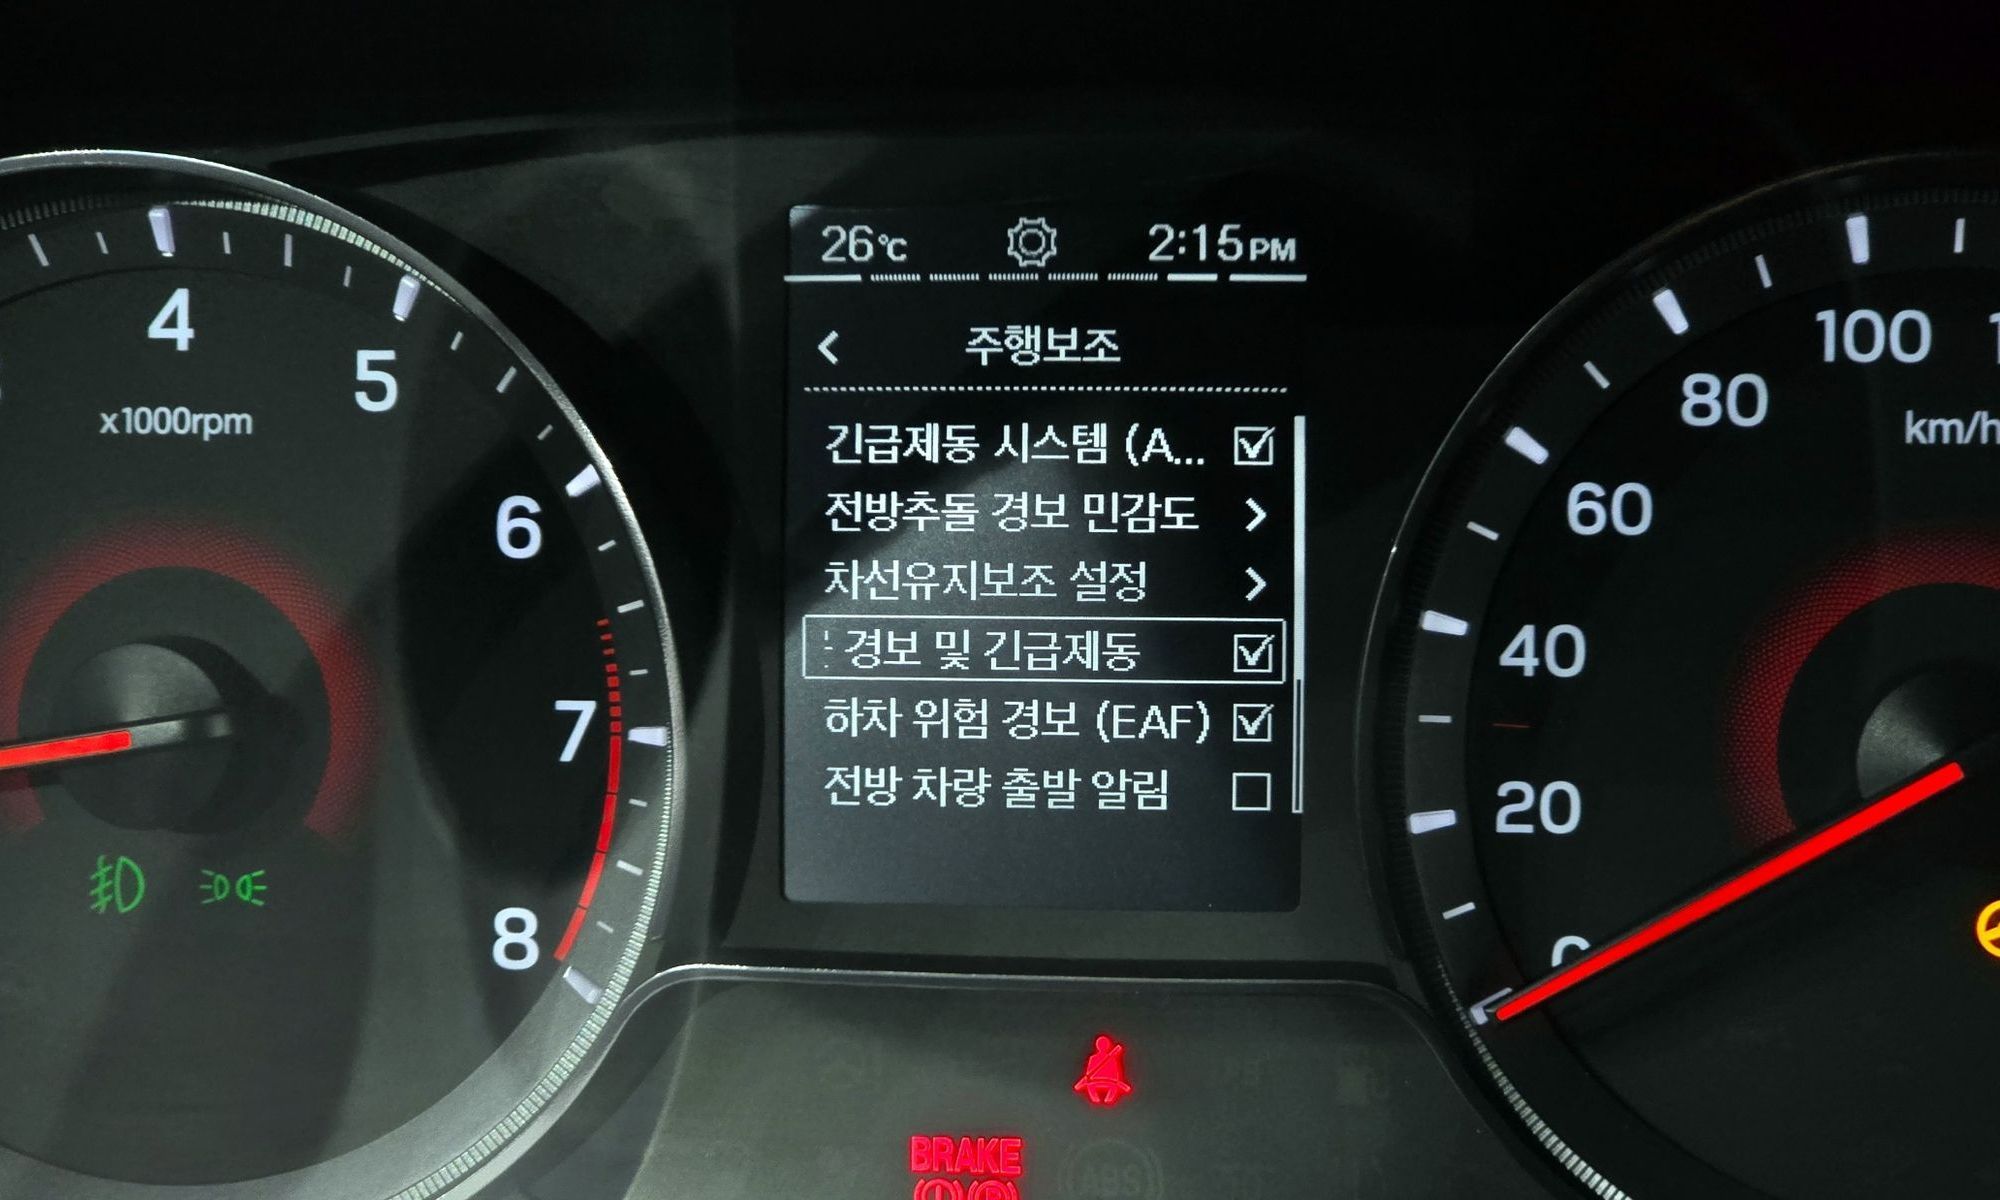 26℃ 2:15PM
주행보조
긴급제동 시스템 (A...
전방추돌 경보 민감도
차선유지보조 설정
경보 및 긴급제동
하차 위험 경보 (EAF)
전방 차량 출발 알림
4
5
6
7
8
x1000rpm
100
80
60
40
20
0
km/h
BRAKE
(ABS)